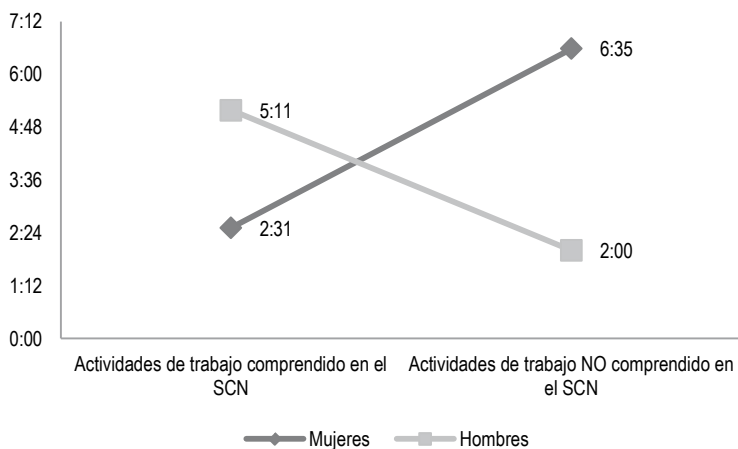 7:12
6:00
4:48
3:36
2:24
1:12
0:00
6:35
5:11
2:31
2:00
Actividades de trabajo comprendido en el
SCN
Actividades de trabajo NO comprendido en
el SCN
Mujeres
Hombres